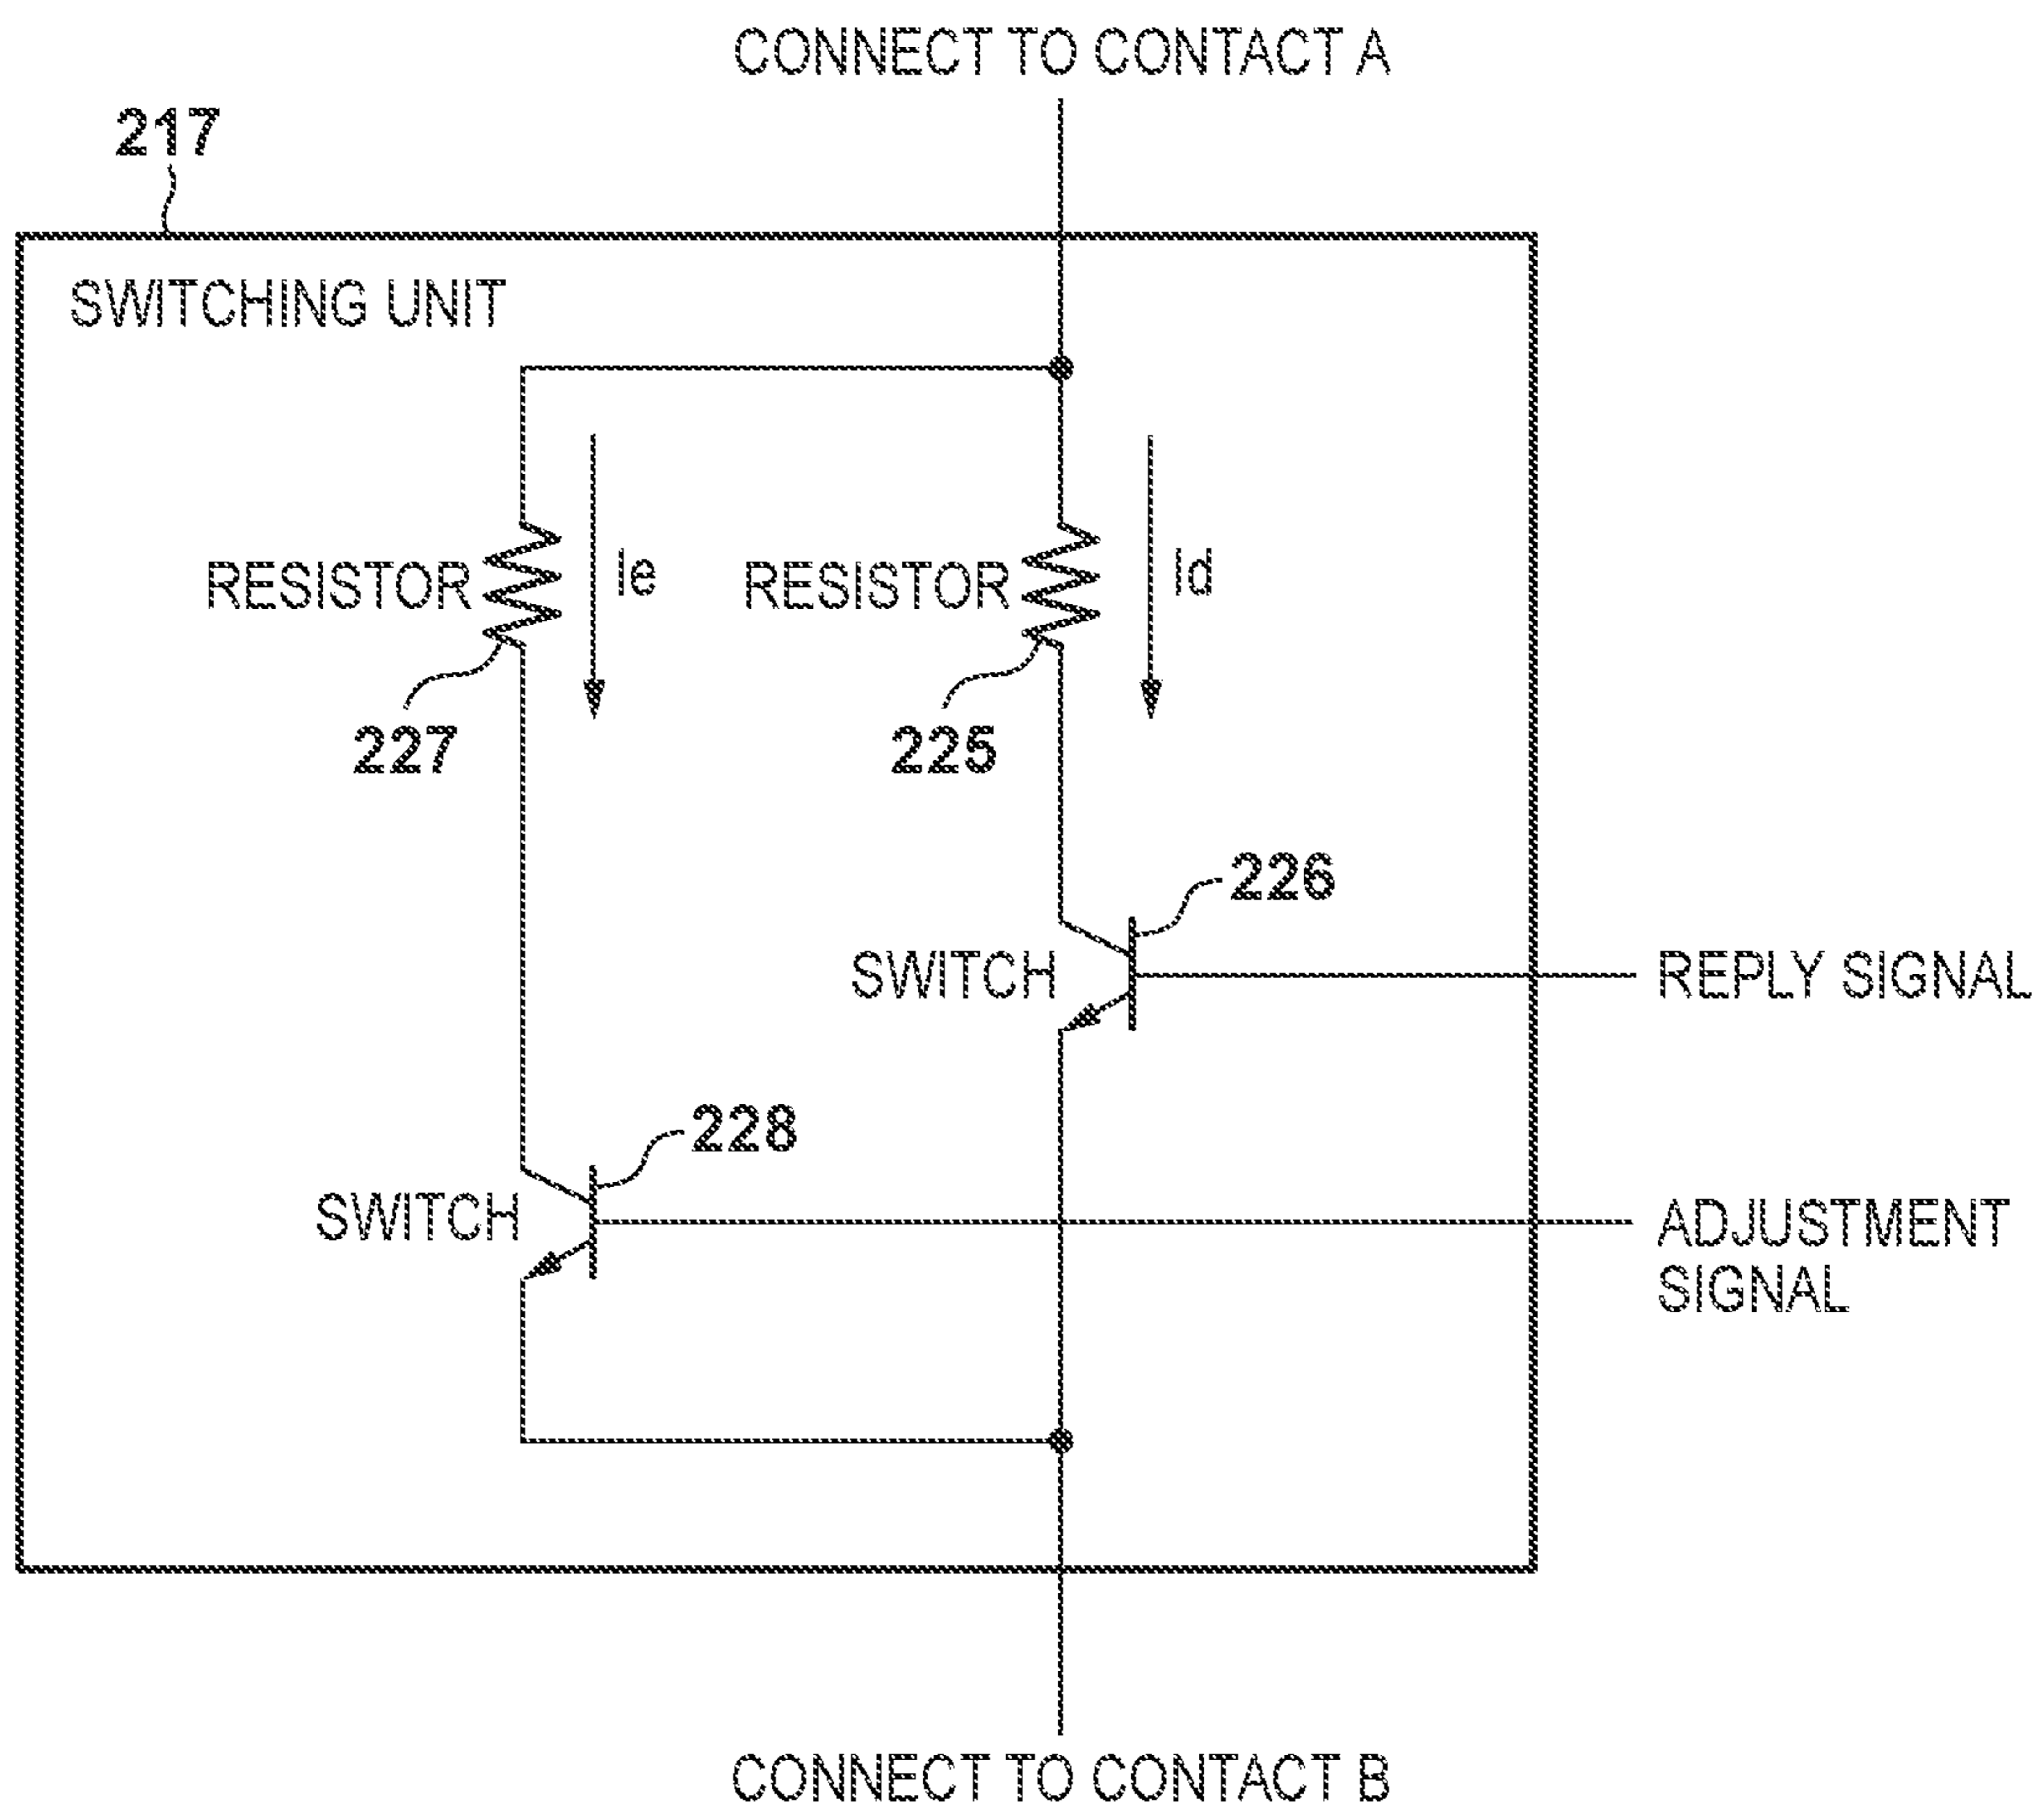 CONNECT TO CONTACT A
217
SWITCHING UNIT
RESISTOR
Ie
RESISTOR
Id
227
225
226
SWITCH
REPLY SIGNAL
228
SWITCH
ADJUSTMENT
SIGNAL
CONNECT TO CONTACT B